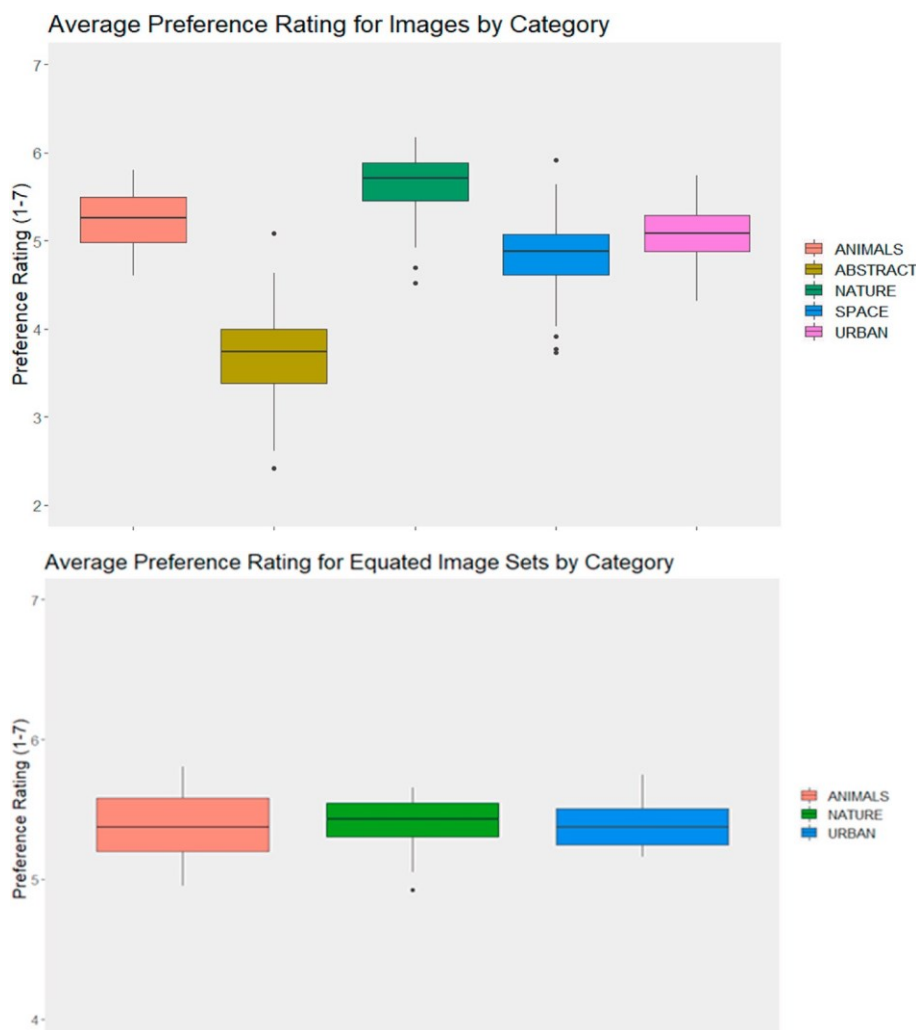 Average Preference Rating for Images by Category
Preference Rating (1-7)
7
6
5
4
3
2
ANIMALS
ABSTRACT
NATURE
SPACE
URBAN
Average Preference Rating for Equated Image Sets by Category
Preference Rating (1-7)
7
6
5
4
ANIMALS
NATURE
URBAN